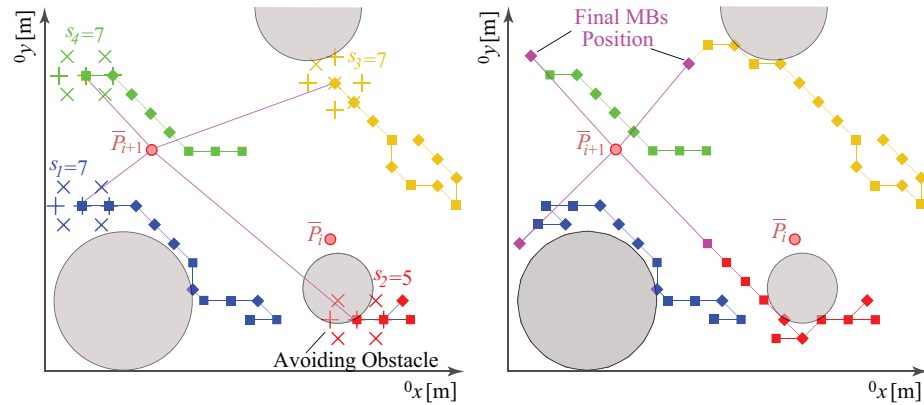 ⁰y [m]
s₄=7
s₃=7
P̅ᵢ₊₁
s₁=7
P̅ᵢ
s₂=5
Avoiding Obstacle
⁰x [m]
⁰y [m]
Final MBs
Position
P̅ᵢ₊₁
P̅ᵢ
⁰x [m]